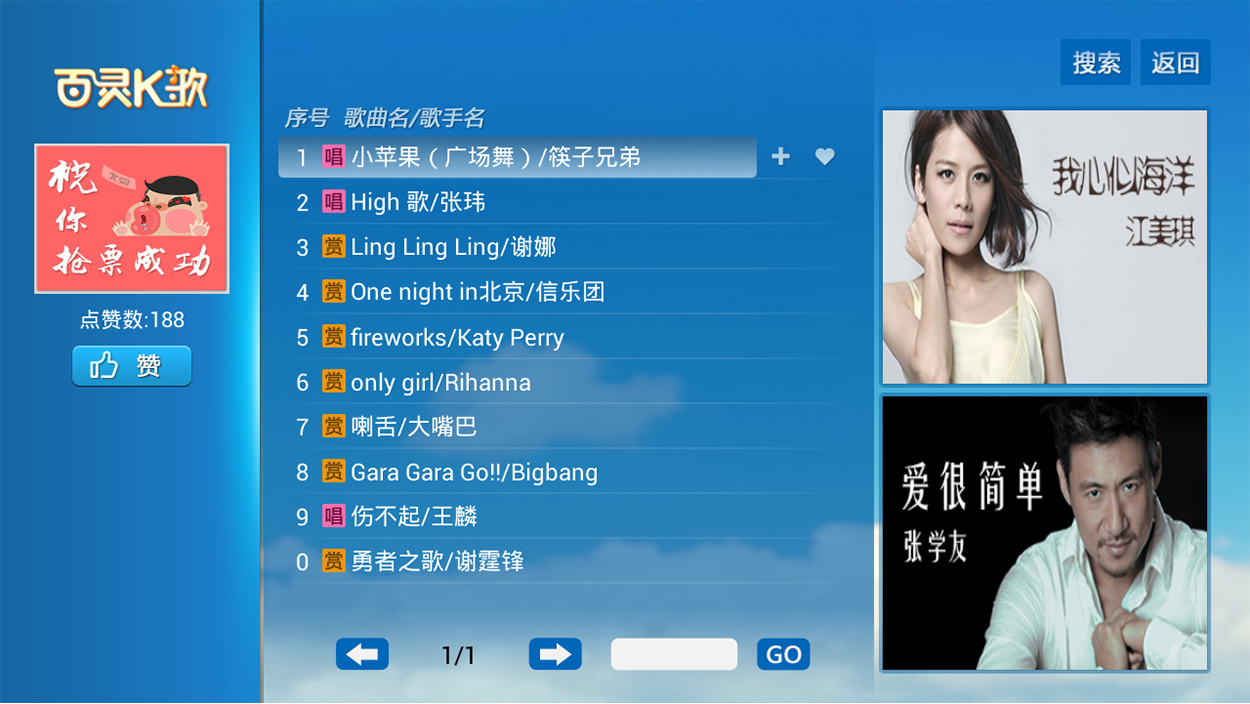 百灵K歌
祝
北京
你
抢票成功
点赞数:188
赞
搜索
返回
序号 歌曲名/歌手名
1 唱 小苹果（广场舞）/筷子兄弟
2 唱 High 歌/张玮
3 赏 Ling Ling Ling/谢娜
4 赏 One night in北京/信乐团
5 赏 fireworks/Katy Perry
6 赏 only girl/Rihanna
7 赏 喇舌/大嘴巴
8 赏 Gara Gara Go!!/Bigbang
9 唱 伤不起/王麟
0 赏 勇者之歌/谢霆锋
1/1
GO
我心似海洋
江美琪
爱很简单
张学友